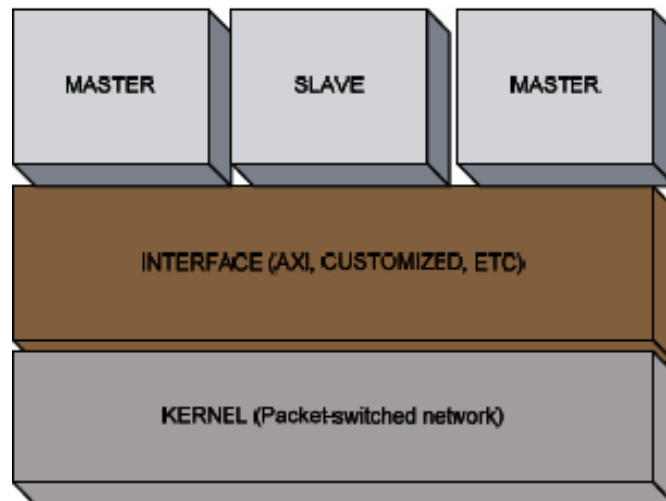 MASTER SLAVE MASTER.
INTERFACE (AXI, CUSTOMIZED, ETC)
KERNEL (Packet-switched network)